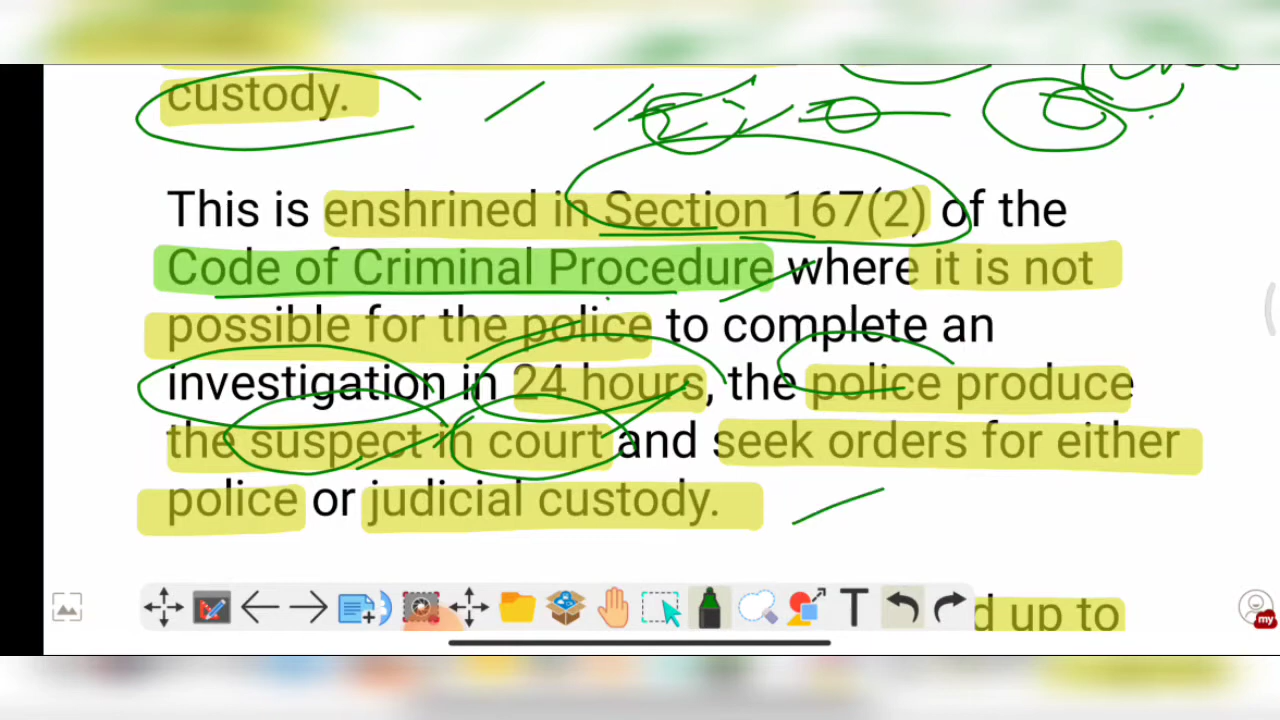 custody.
This is enshrined in Section 167(2) of the
Code of Criminal Procedure where it is not
possible for the police to complete an
investigation in 24 hours, the police produce
the suspect in court and seek orders for either
police or judicial custody.
T
d up to
my